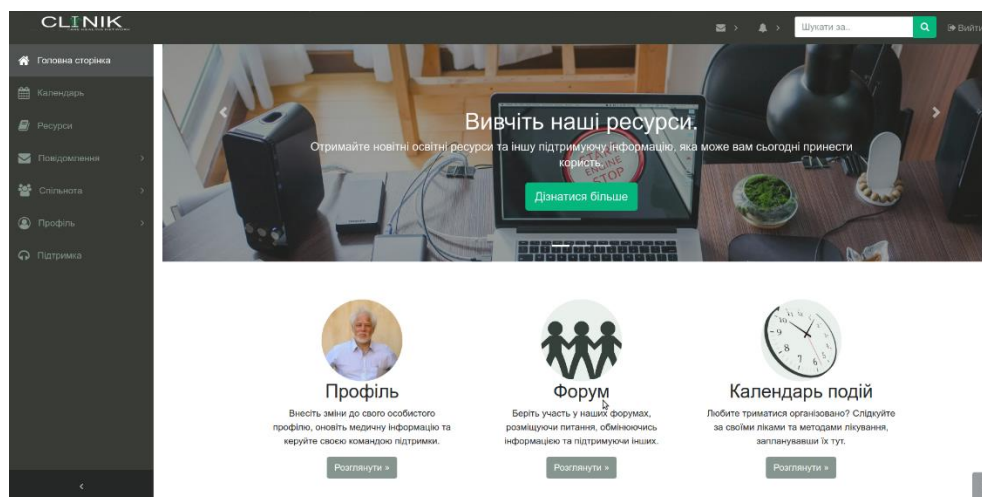 CLINIK
Шукати за..
Вийти
Головна сторінка
Календарь
Ресурси
Повідомлення
Спільнота
Профіль
Підтримка
Вивчіть наші ресурси.
Отримайте новітні освітні ресурси та іншу підтримуючу інформацію, яка може вам сьогодні принести
користь.
START
ENGINE
STOP
Дізнатися більше
Профіль
Внесіть зміни до свого особистого
профілю, оновіть медичну інформацію та
керуйте своєю командою підтримки.
Розглянути »
Форум
Беріть участь у наших форумах,
розміщуючи питання, обмінюючись
інформацією та підтримуючи інших.
Розглянути »
Календарь подій
Любите триматися організовано? Слідкуйте
за своїми ліками та методами лікування,
запланувавши їх тут.
Розглянути »